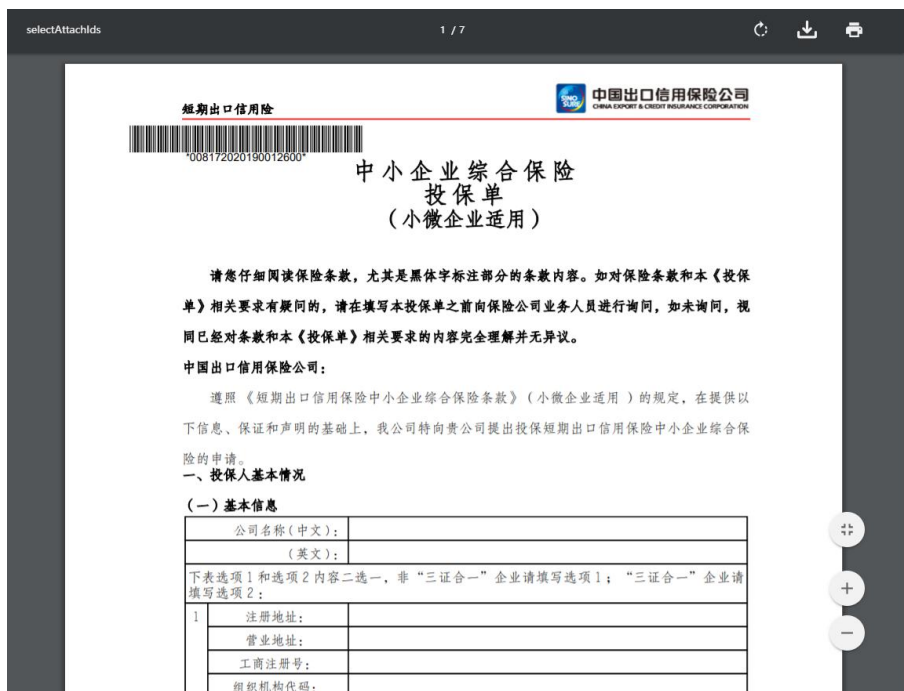 selectAttachIds
1 / 7
短期出口信用险
SINO SURE
中国出口信用保险公司
CHINA EXPORT & CREDIT INSURANCE CORPORATION
*008172020190012600*
中小企业综合保险
投保单
（小微企业适用）
请您仔细阅读保险条款，尤其是黑体字标注部分的条款内容。如对保险条款和本《投保
单》相关要求有疑问的，请在填写本投保单之前向保险公司业务人员进行询问，如未询问，视
同已经对条款和本《投保单》相关要求的内容完全理解并无异议。
中国出口信用保险公司：
遵照《短期出口信用保险中小企业综合保险条款》（小微企业适用 ）的规定，在提供以
下信息、保证和声明的基础上，我公司特向贵公司提出投保短期出口信用保险中小企业综合保
险的申请。
一、投保人基本情况
（一）基本信息
公司名称(中文)：
(英文)：
下表选项1和选项2内容二选一，非“三证合一”企业请填写选项1；“三证合一”企业请
填写选项2：
1 注册地址：
营业地址：
工商注册号：
组织机构代码：